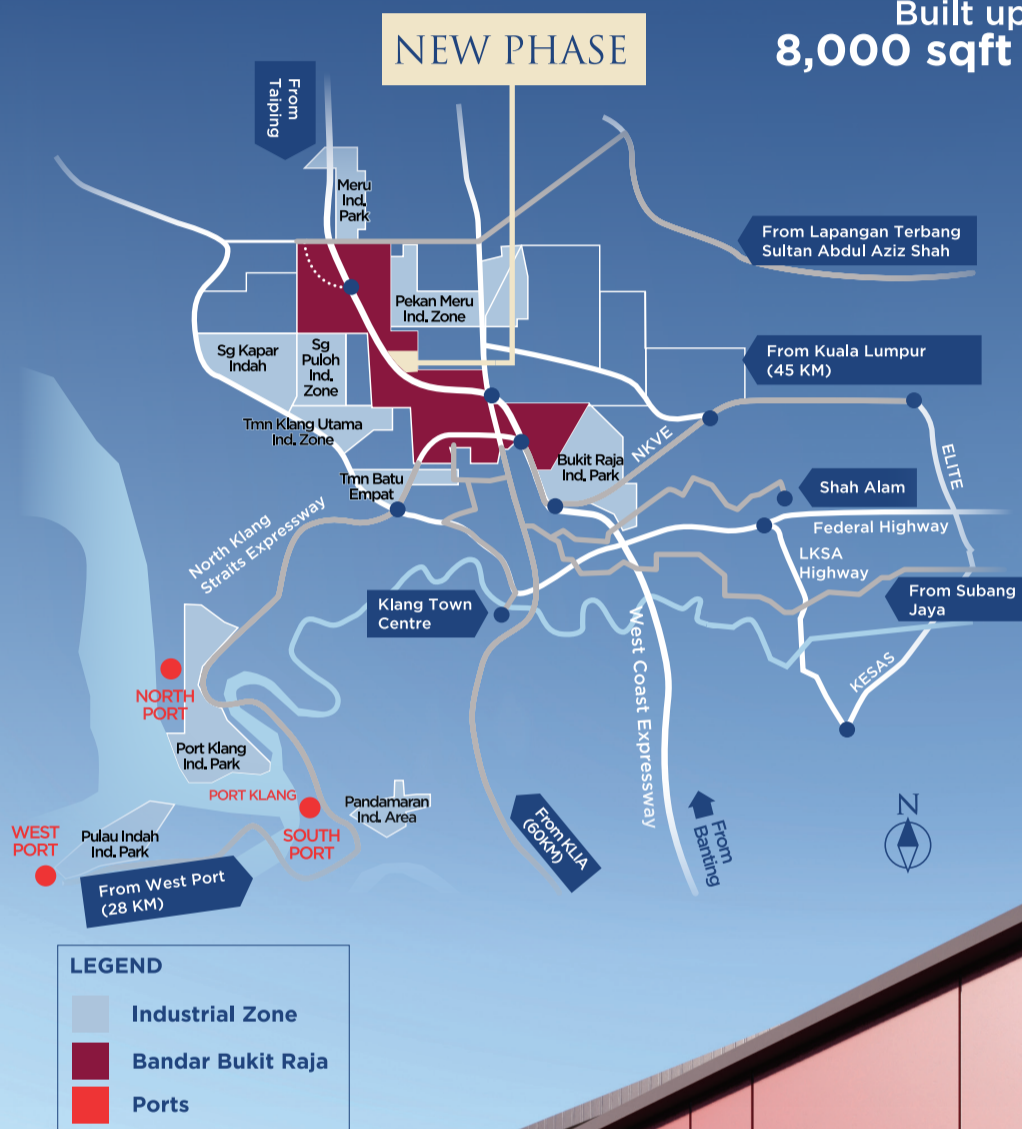 Built up
8,000 sqft
NEW PHASE
From
Taiping
Meru
Ind. Park
From Lapangan Terbang
Sultan Abdul Aziz Shah
Pekan Meru
Ind. Zone
Sg Kapar
Indah
Sg
Puloh
Ind.
Zone
From Kuala Lumpur
(45 KM)
Tmn Klang Utama
Ind. Zone
NKVE
ELITE
Bukit Raja
Ind. Park
Tmn Batu
Empat
Shah Alam
Federal Highway
North Klang
Straits Expressway
LKSA
Highway
Klang Town
Centre
From Subang
Jaya
West Coast Expressway
KESAS
NORTH
PORT
Port Klang
Ind. Park
PORT KLANG
SOUTH
PORT
Pandamaran
Ind. Area
WEST
PORT
Pulau Indah
Ind. Park
From West Port
(28 KM)
From KLIA
(60KM)
From
Banting
N
LEGEND
Industrial Zone
Bandar Bukit Raja
Ports